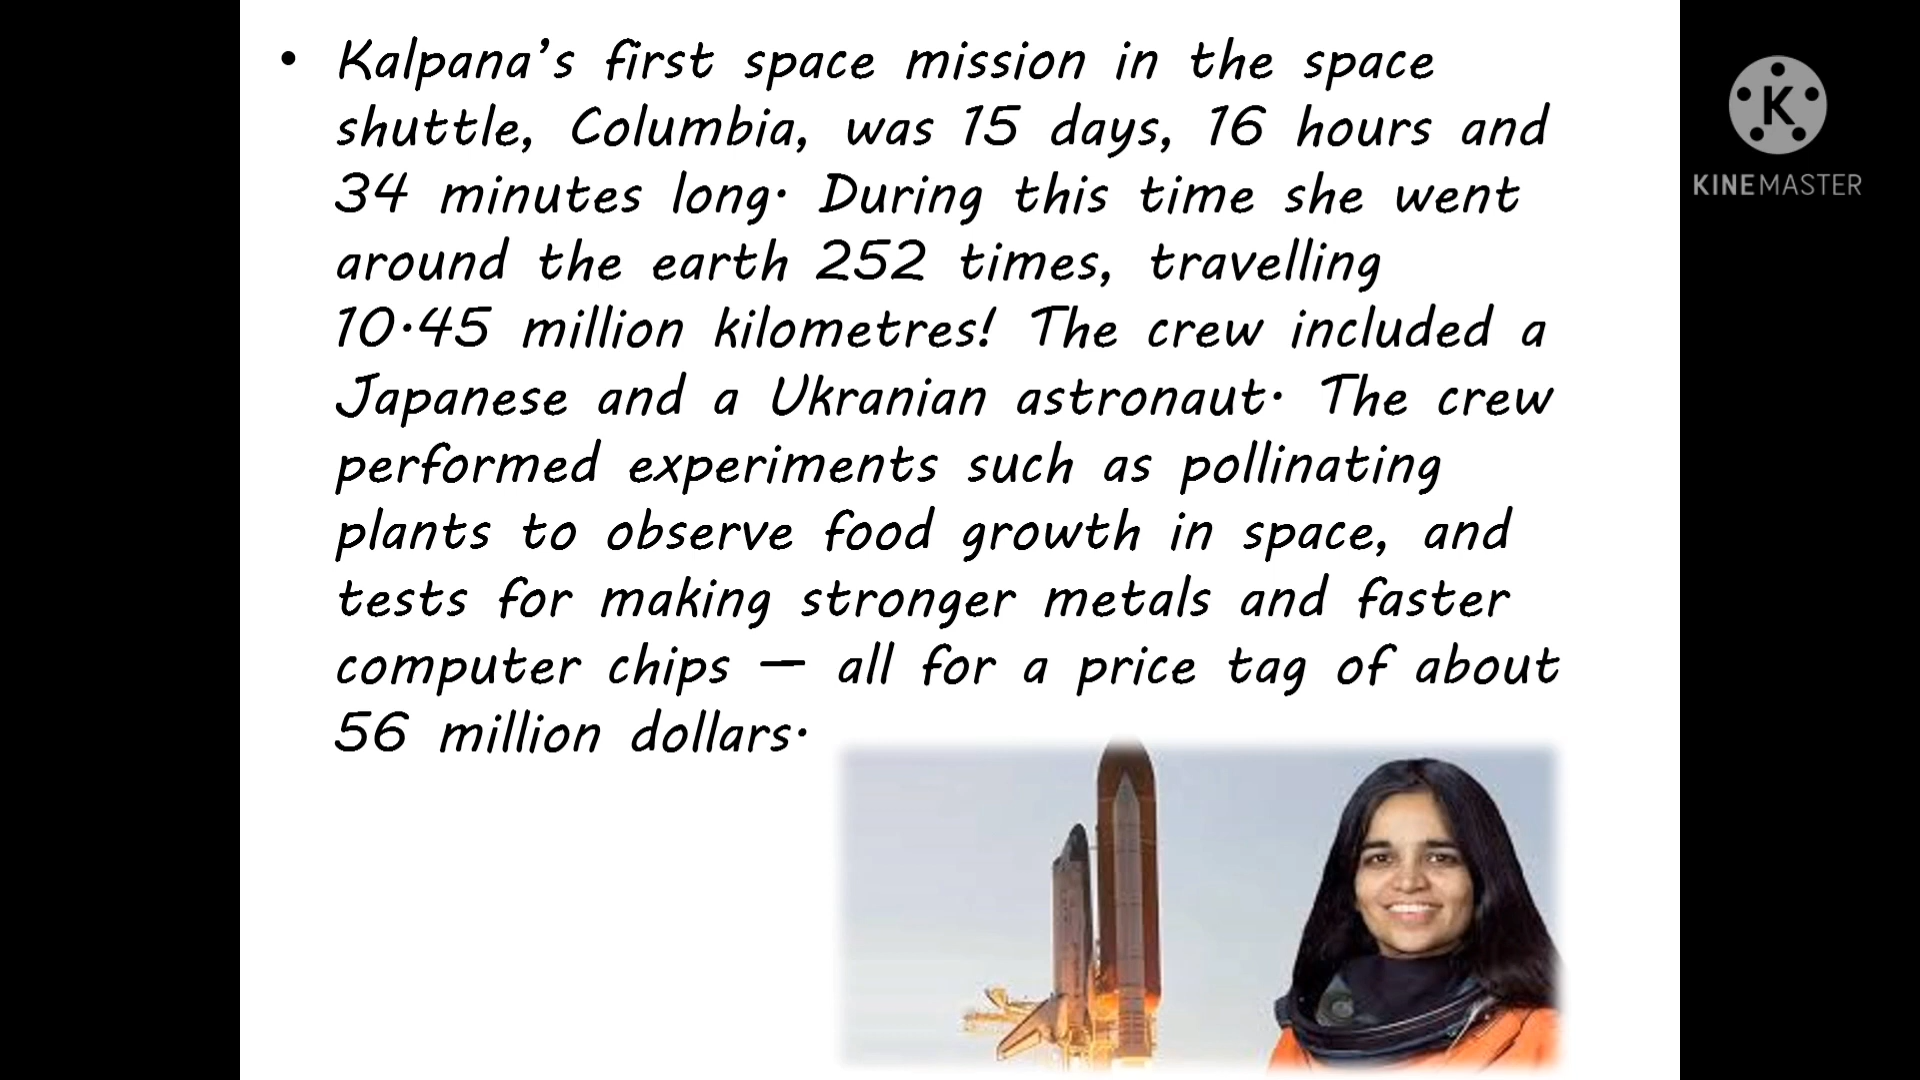 • Kalpana's first space mission in the space
shuttle, Columbia, was 15 days, 16 hours and
34 minutes long. During this time she went
around the earth 252 times, travelling
10.45 million kilometres! The crew included a
Japanese and a Ukranian astronaut. The crew
performed experiments such as pollinating
plants to observe food growth in space, and
tests for making stronger metals and faster
computer chips — all for a price tag of about
56 million dollars.
K
KINEMASTER